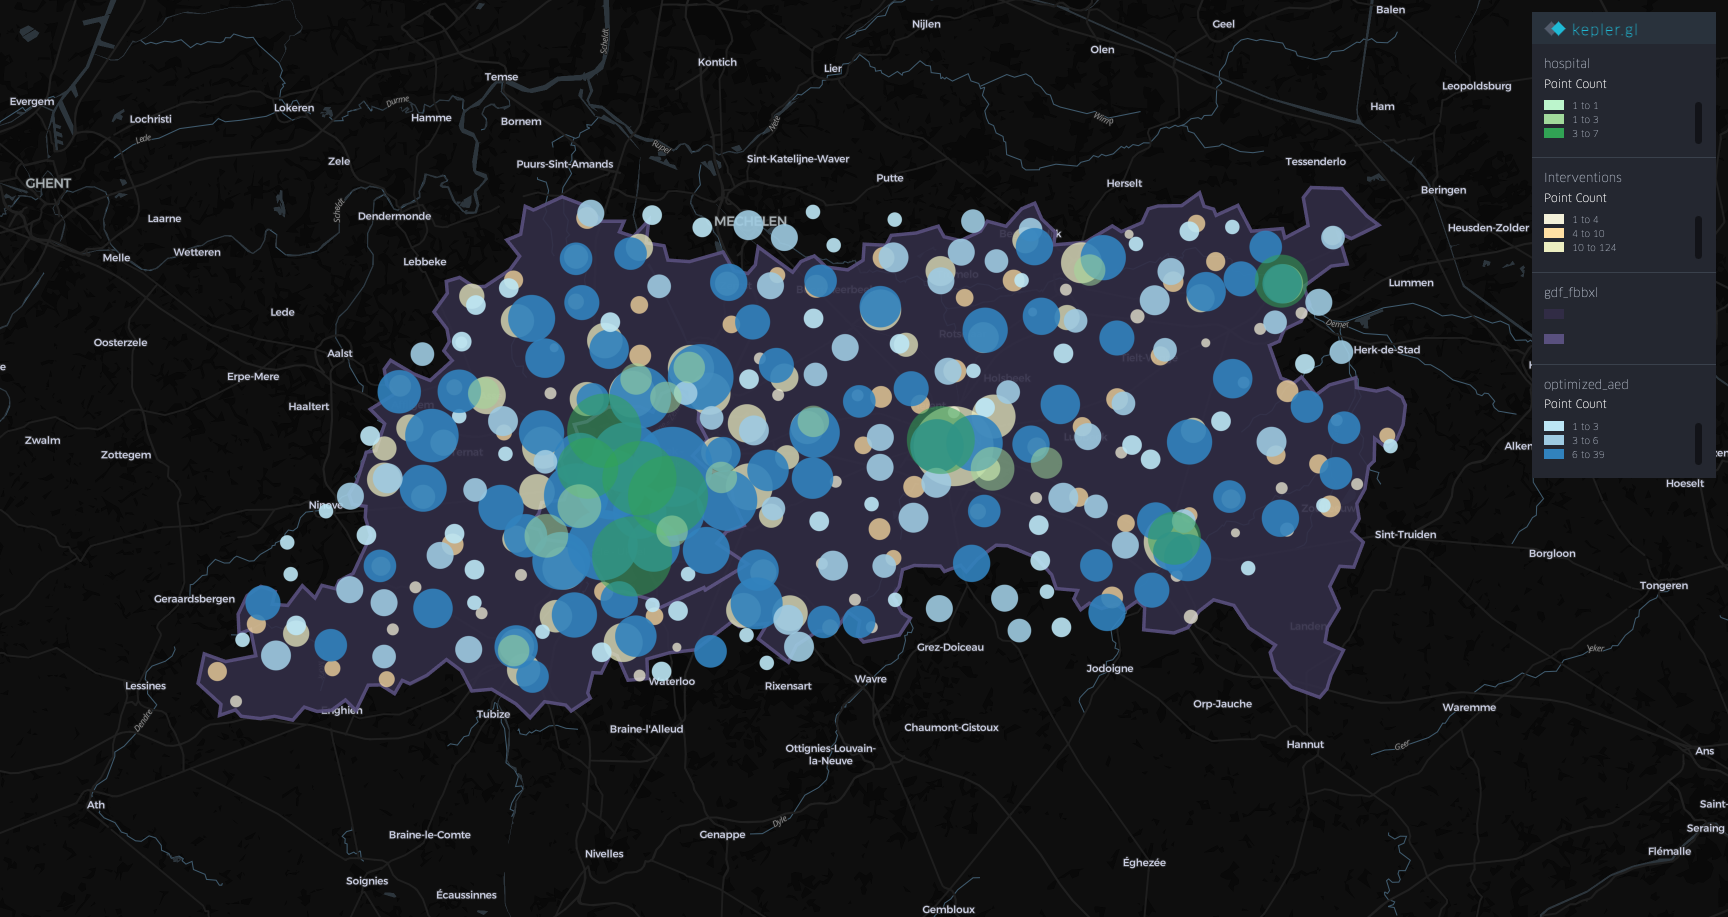 Balen
Nijlen
Geel
Olen
Kontich
Lier
Scheldt
Temse
Leopoldsburg
Evergem
Lokeren
Durme
Ham
Lochristi
Hamme
Bornem
Nete
Lede
Rupel
Zele
Puurs-Sint-Amands
Sint-Katelijne-Waver
Tessenderlo
GHENT
Putte
Herselt
Beringen
Scheldt
Laarne
Dendermonde
MECHELEN
Heusden-Zolder
Melle
Wetteren
Lebbeke
Lummen
Lede
Demer
Oosterzele
Aalst
Herk-de-Stad
Erpe-Mere
Haaltert
Zwalm
Zottegem
Alken
Hoeselt
Ninove
Sint-Truiden
Borgloon
Tongeren
Geraardsbergen
Landen
Grez-Doiceau
Jeker
Jodoigne
Lessines
Waterloo
Rixensart
Wavre
Orp-Jauche
Waremme
Enghien
Tubize
Dendre
Braine-l'Alleud
Chaumont-Gistoux
Ottignies-Louvain-
la-Neuve
Hannut
Geer
Ans
Ath
Saint-
Dyle
Braine-le-Comte
Genappe
Seraing
Nivelles
Éghezée
Flémalle
Soignies
Écaussinnes
Gembloux
kepler.gl
hospital
Point Count
1 to 1
1 to 3
3 to 7
Interventions
Point Count
1 to 4
4 to 10
10 to 124
gdf_fbbxl
optimized_aed
Point Count
1 to 3
3 to 6
6 to 39